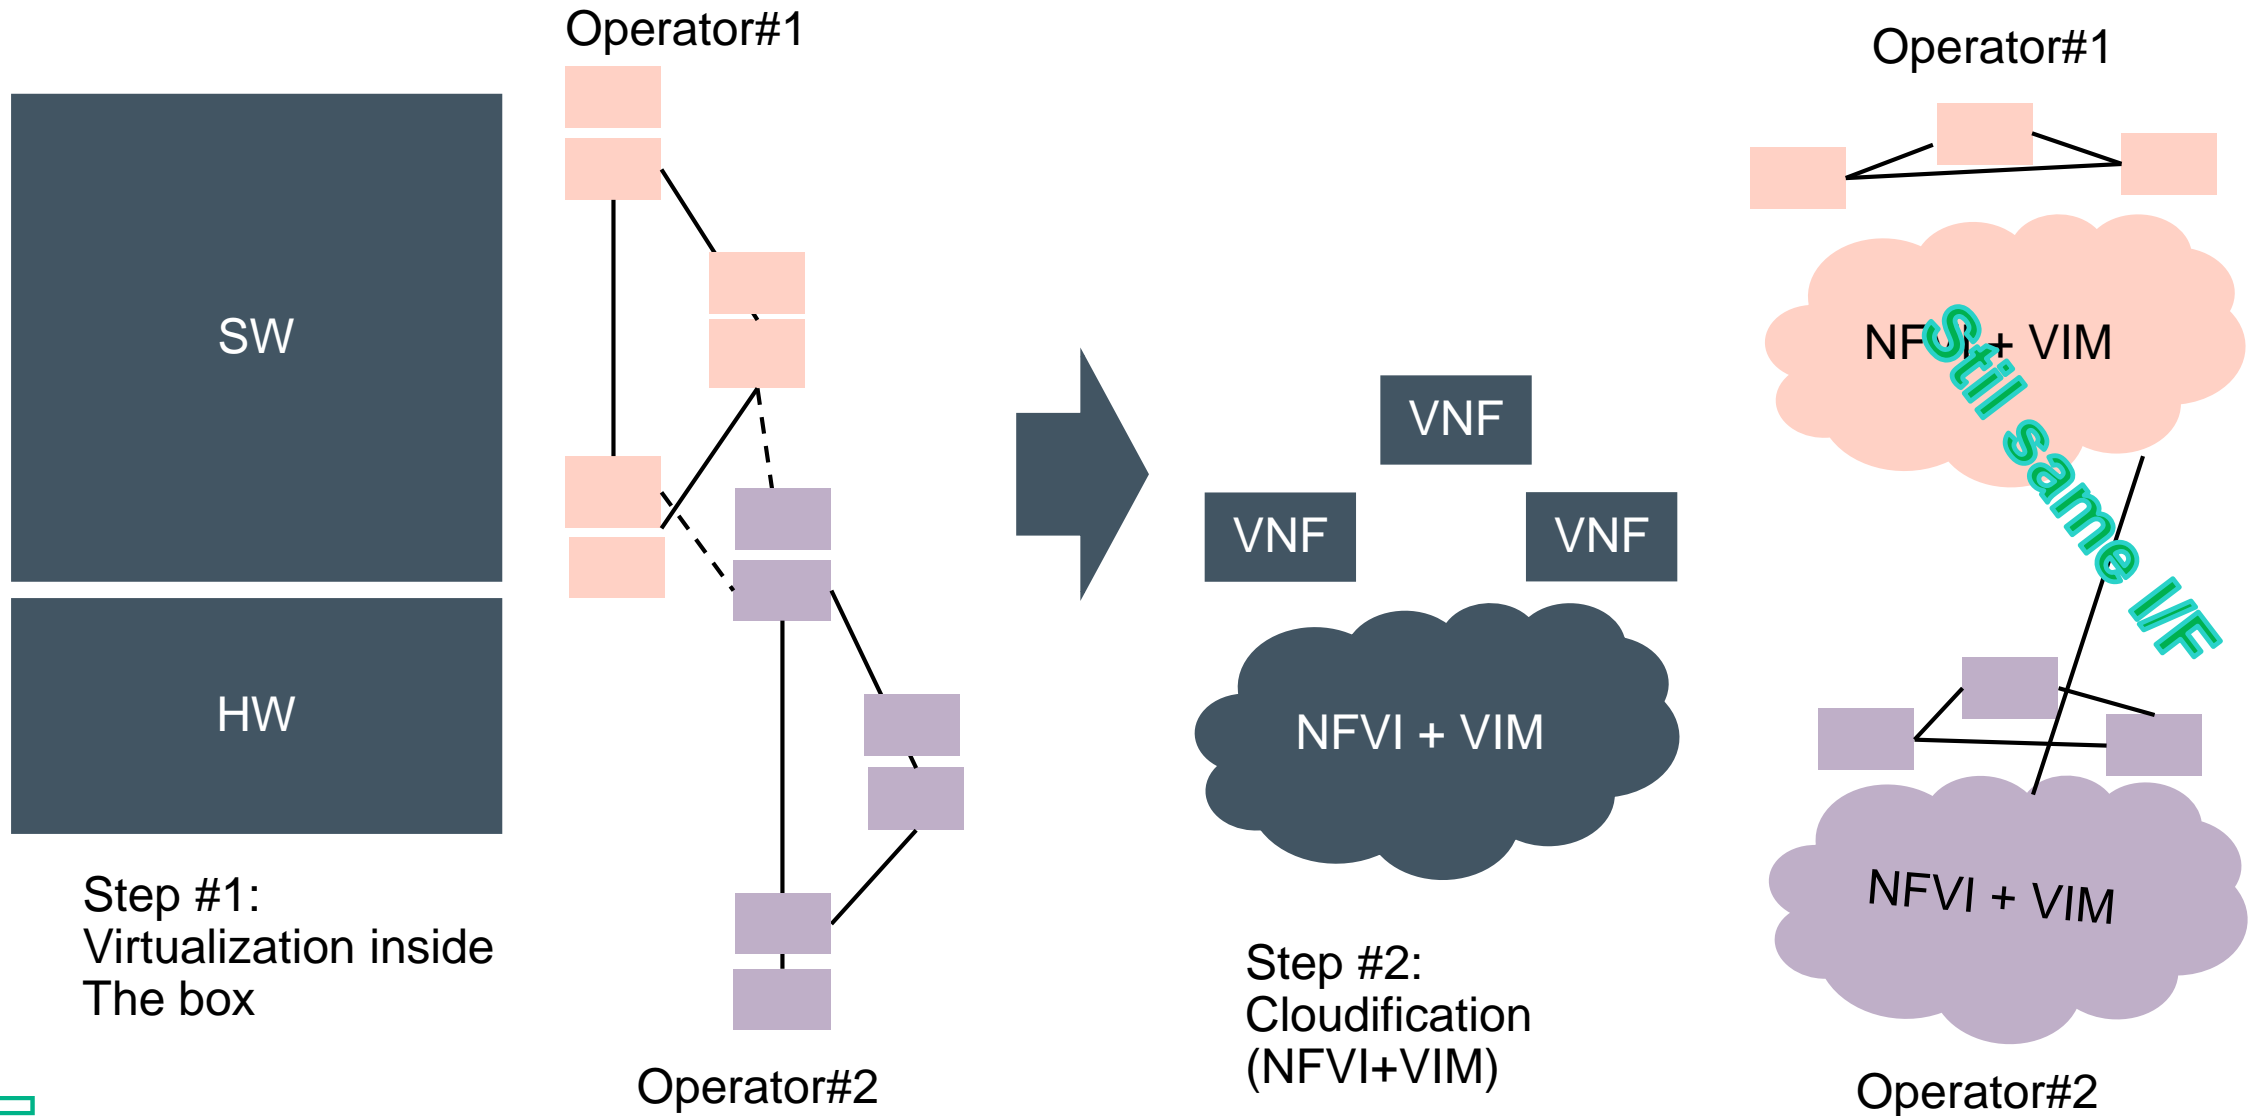 Operator#1
Operator#1
SW
NFVI + VIM
Still same I/F
VNF
VNF
VNF
HW
NFVI + VIM
Step #1:
Virtualization inside
The box
NFVI + VIM
Step #2:
Cloudification
(NFVI+VIM)
Operator#2
Operator#2